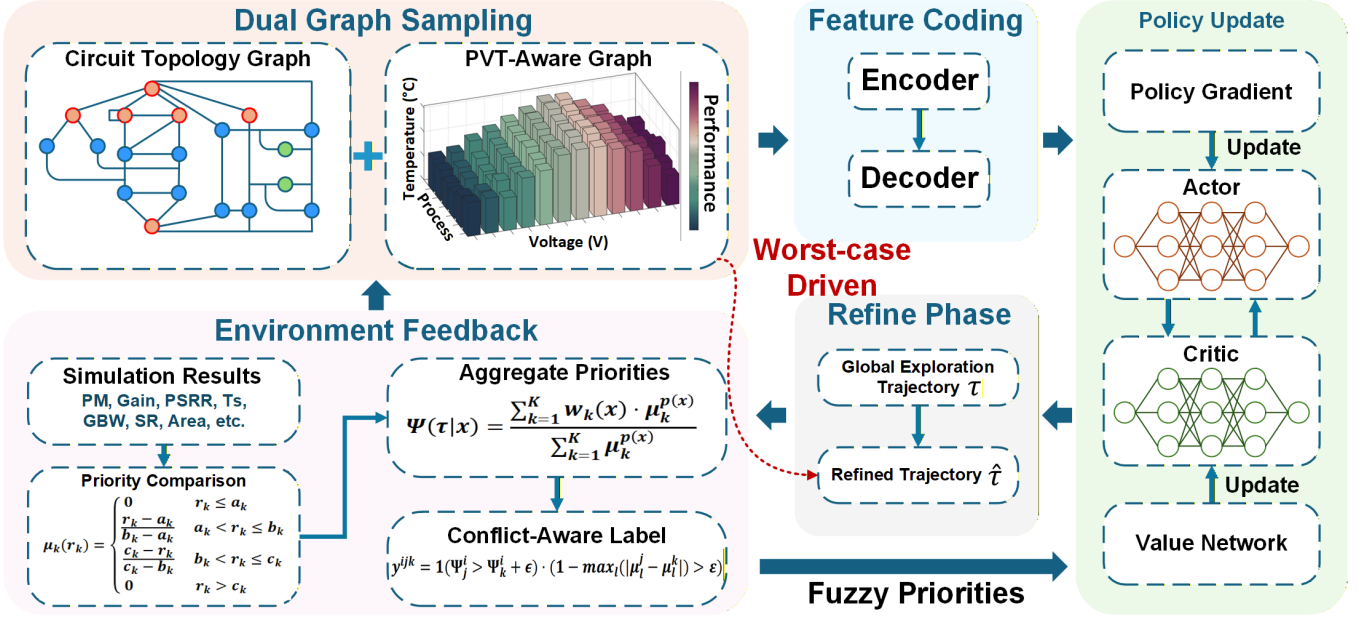 Dual Graph Sampling
Circuit Topology Graph
PVT-Aware Graph
Temperature (°C)
Process
Voltage (V)
Performance
Feature Coding
Encoder
Decoder
Policy Update
Policy Gradient
Update
Actor
Critic
Update
Value Network
Worst-case
Driven
Refine Phase
Global Exploration
Trajectory τ
Refined Trajectory τ̂
Environment Feedback
Simulation Results
PM, Gain, PSRR, Ts,
GBW, SR, Area, etc.
Priority Comparison
μ_k(r_k) = { 0   r_k ≤ a_k
(r_k − a_k)/(b_k − a_k)   a_k < r_k ≤ b_k
(c_k − r_k)/(c_k − b_k)   b_k < r_k ≤ c_k
0   r_k > c_k
Aggregate Priorities
Ψ(τ|x) = (∑_{k=1}^{K} w_k(x) · μ_k^{p(x)}) / (∑_{k=1}^{K} μ_k^{p(x)})
Conflict-Aware Label
y^{ijk} = 1(Ψ_j^i > Ψ_k^i + ϵ) · (1 − max_l(|μ_l^j − μ_l^k|) > ε)
Fuzzy Priorities